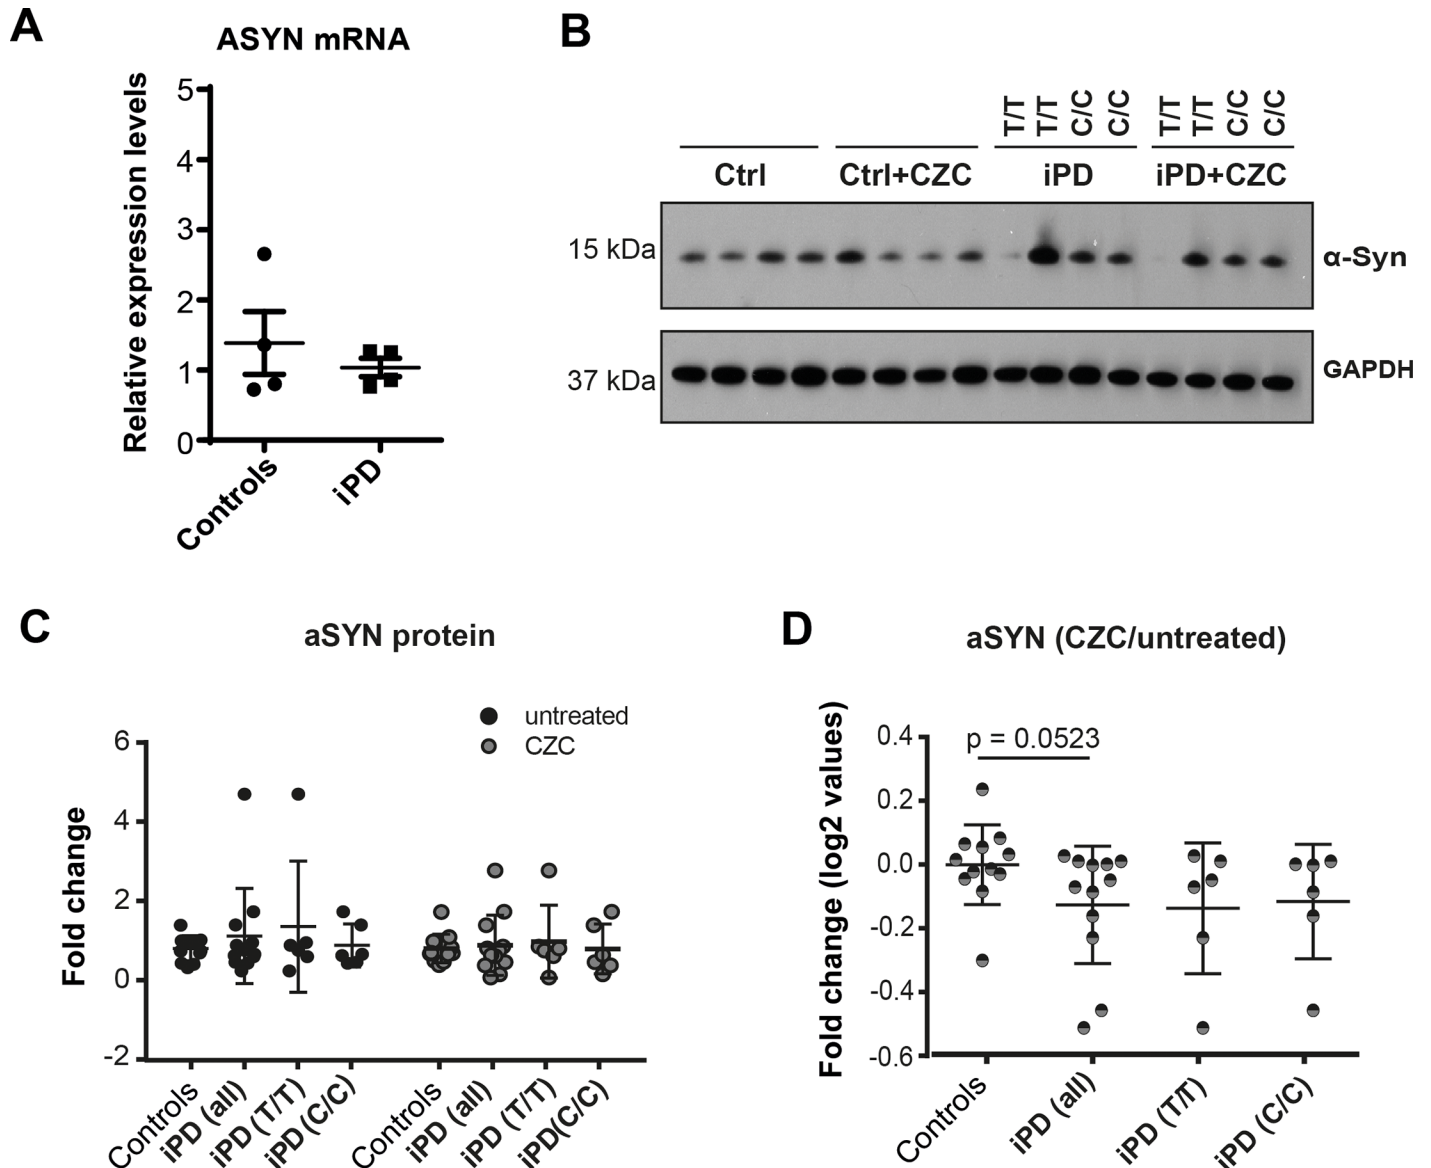 A
ASYN mRNA
Relative expression levels
5
4
3
2
1
0
Controls
iPD
B
T/T
T/T
C/C
C/C
T/T
T/T
C/C
C/C
Ctrl
Ctrl+CZC
iPD
iPD+CZC
15 kDa
α-Syn
37 kDa
GAPDH
C
aSYN protein
untreated
CZC
Fold change
6
4
2
0
-2
Controls
iPD (all)
iPD (T/T)
iPD(C/C)
Controls
iPD (all)
iPD (T/T)
iPD(C/C)
D
aSYN (CZC/untreated)
Fold change (log2 values)
p = 0.0523
0.4
0.2
0.0
-0.2
-0.4
-0.6
Controls
iPD (all)
iPD (T/T)
iPD (C/C)